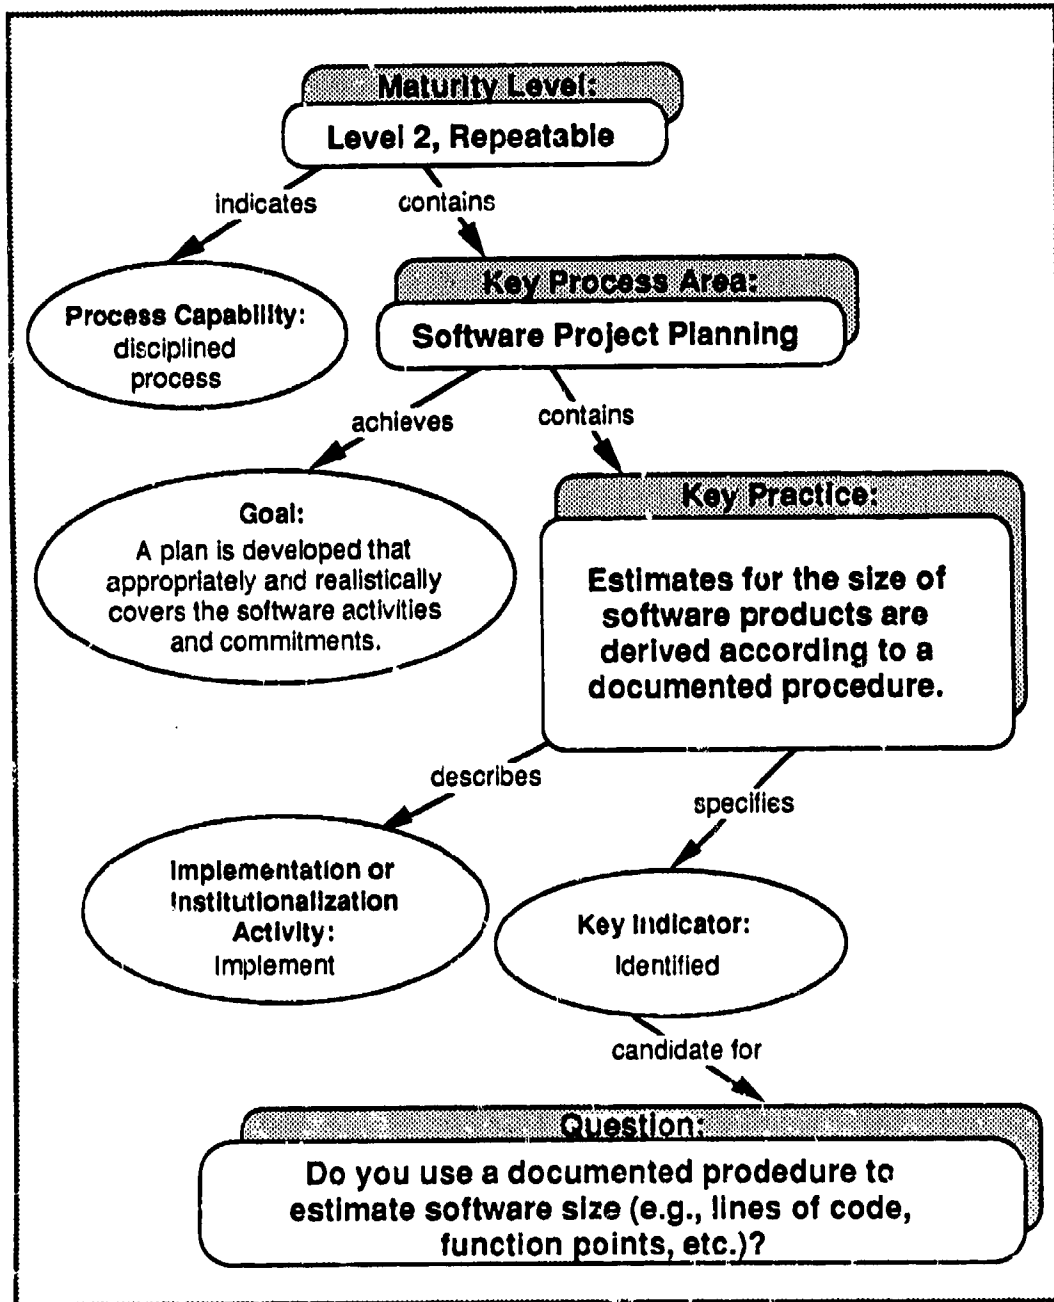 Maturity Level:
Level 2, Repeatable
indicates
contains
Key Process Area:
Software Project Planning
Process Capability:
disciplined
process
achieves
contains
Goal:
A plan is developed that
appropriately and realistically
covers the software activities
and commitments.
Key Practice:
Estimates for the size of
software products are
derived according to a
documented procedure.
describes
specifies
Implementation or
Institutionalization
Activity:
Implement
Key Indicator:
Identified
candidate for
Question:
Do you use a documented prodedure to
estimate software size (e.g., lines of code,
function points, etc.)?